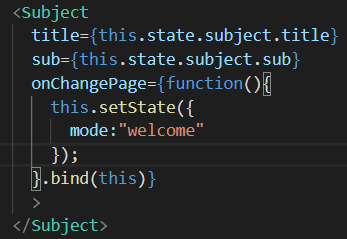 <Subject
  title={this.state.subject.title}
  sub={this.state.subject.sub}
  onChangePage={function(){
    this.setState({
      mode:"welcome"
    });
  }.bind(this)}
  >
</Subject>